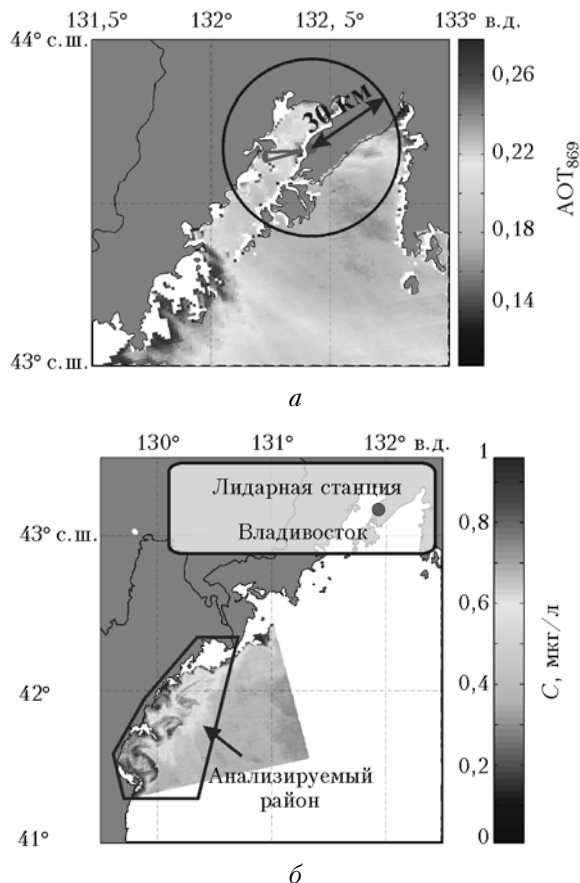 131,5° 132° 132, 5° 133° в.д.
44° с.ш.
30 км
0,26
0,22
0,18
0,14
AOT869
43° с.ш.
а
130° 131° 132° в.д.
Лидарная станция
Владивосток
43° с.ш.
42°
41°
Анализируемый
район
1
0,8
0,6
0,4
0,2
0
C, мкг/л
б